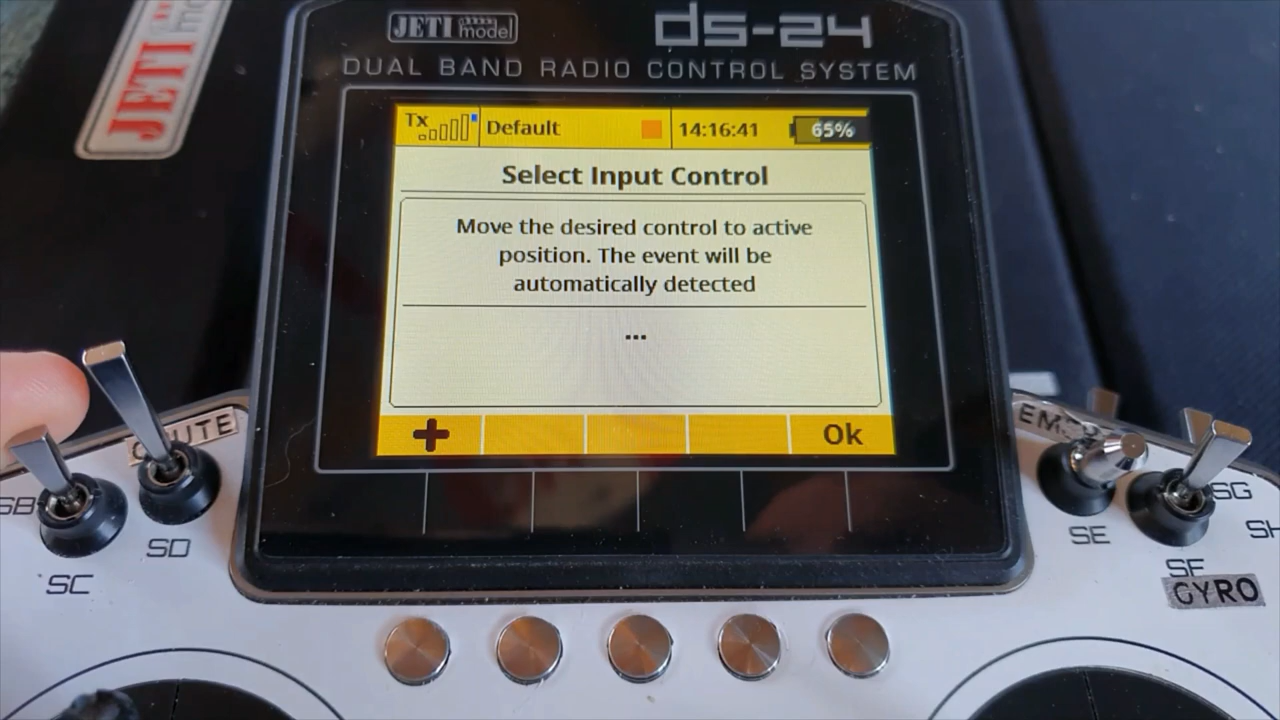 JETI model
JETI
ds-24
DUAL BAND RADIO CONTROL SYSTEM
Tx Default 14:16:41 65%
Select Input Control
Move the desired control to active
position. The event will be
automatically detected
...
+ Ok
SB
SD
SC
SE
SG
SF
GYRO